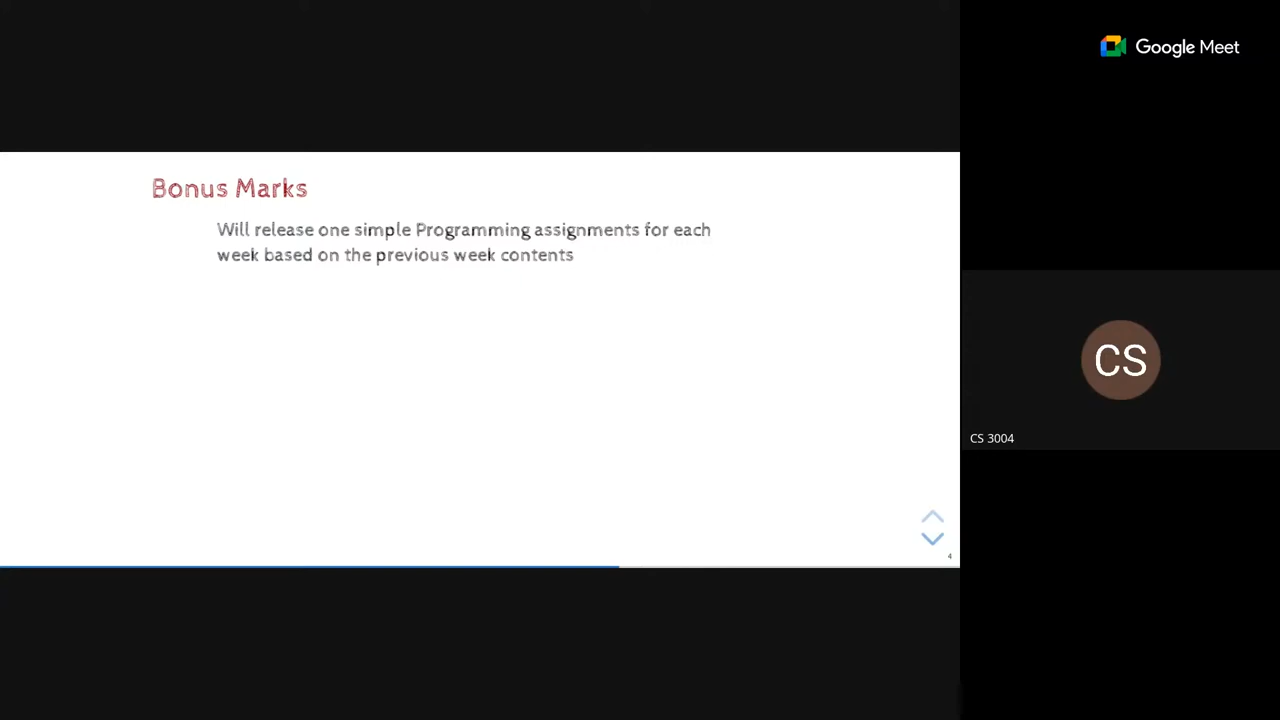 Google Meet
Bonus Marks
Will release one simple Programming assignments for each
week based on the previous week contents
CS
CS 3004
4